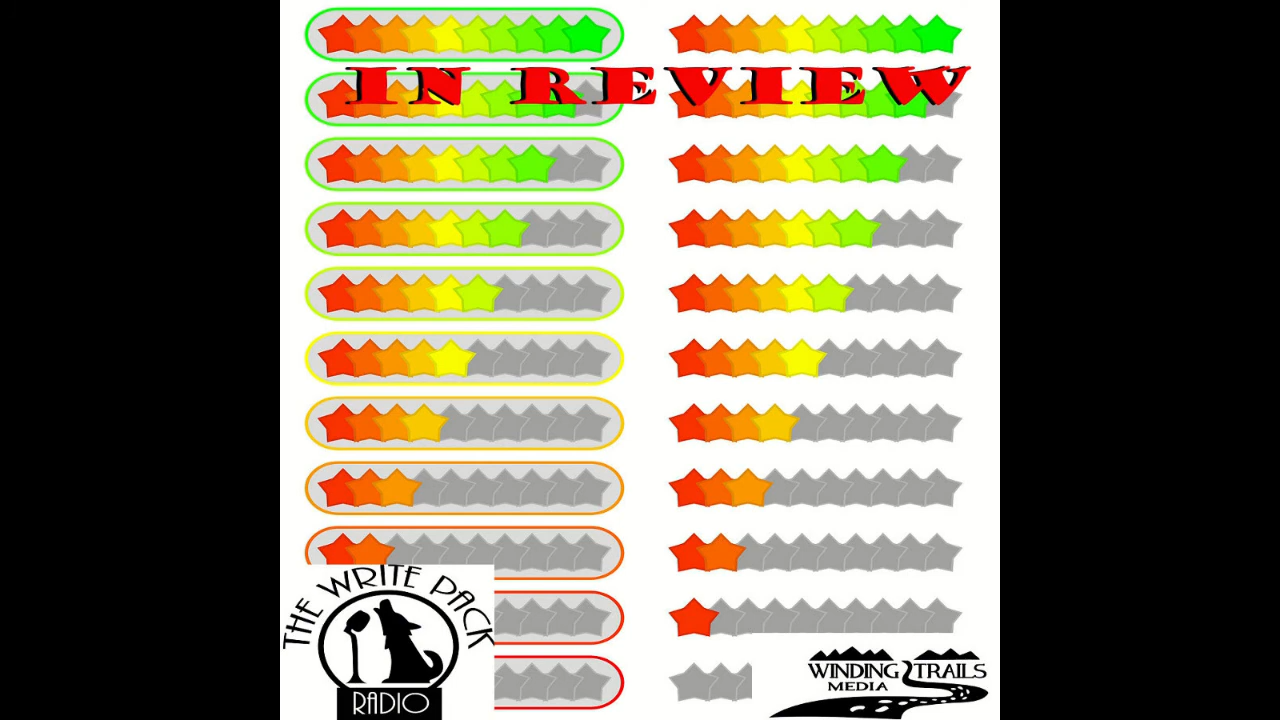 IN REVIEW
THE WRITE PACK
RADIO
WINDING TRAILS
MEDIA